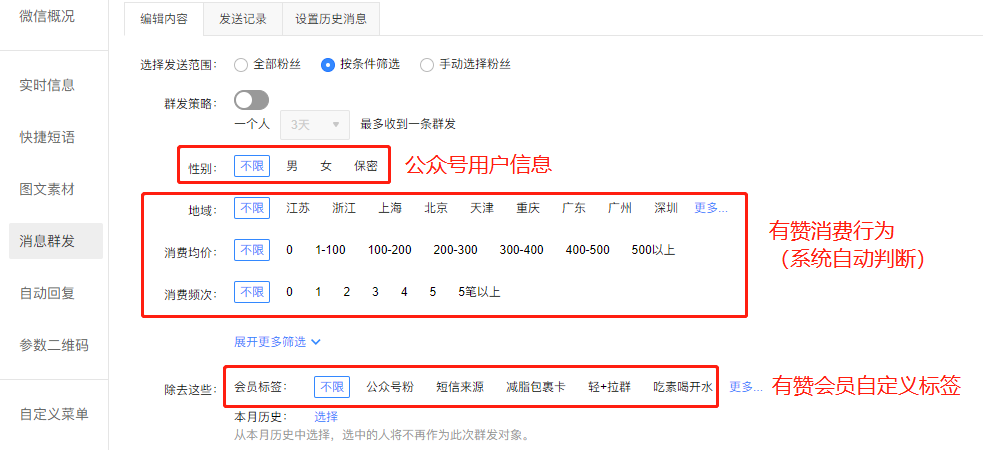 微信概况
实时信息
快捷短语
图文素材
消息群发
自动回复
参数二维码
自定义菜单
编辑内容 发送记录 设置历史消息
选择发送范围： 全部粉丝 按条件筛选 手动选择粉丝
群发策略：
一个人 3天 最多收到一条群发
性别： 不限 男 女 保密 公众号用户信息
地域： 不限 江苏 浙江 上海 北京 天津 重庆 广东 广州 深圳 更多...
消费均价： 不限 0 1-100 100-200 200-300 300-400 400-500 500以上
消费频次： 不限 0 1 2 3 4 5 5笔以上
有赞消费行为
（系统自动判断）
展开更多筛选
除去这些： 会员标签： 不限 公众号粉 短信来源 减脂包裹卡 轻+拉群 吃素喝开水 更多... 有赞会员自定义标签
本月历史： 选择
从本月历史中选择，选中的人将不再作为此次群发对象。